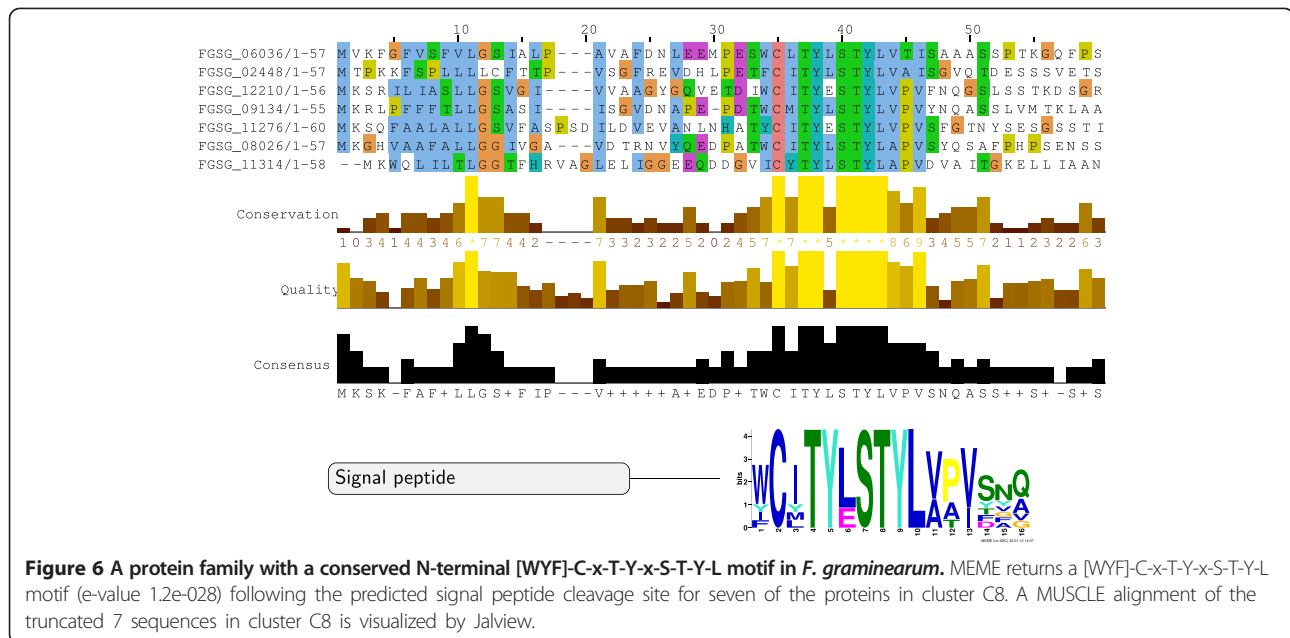 10 20 30 40 50
FGSG_06036/1-57 MVKFGFVSFVLGSIALP---AVAFDNLEEMPESWCLTYLSTYLVTISAAASSPTKGQFPS
FGSG_02448/1-57 MTPKKFSPLLLLCFTTP---VSGFREVDHLPETFCITYLSTYLVAISGVQTDESSSVETS
FGSG_12210/1-56 MKSRILIASLLGSVGI----VVAAGYGQVETDIWCITYESTYLVPVFNQGSLSSTKDSGR
FGSG_09134/1-55 MKRLPFFFTLLGSASI----ISGVDNAPE-PDTWCMTYLSTYLVPVYNQASSLVMTKLAA
FGSG_11276/1-60 MKSQFAALALLGSVFASPSDILDVEVANLNHATYCITYESTYLVPVSFGTNYSESGSSTI
FGSG_08026/1-57 MKGHVAAFALLGGIVGA---VDTRNVYQEDPATWCITYLSTYLVPVSYQSAFPHPSENSS
FGSG_11314/1-58 --MKWQLILTLGGTFHRVAGLELIGGEEQDDGVICYTYLSTYLAPVDVAITGKELLIAAN
Conservation
1034144346*77442----73323225202457*7**5****86934557211232263
Quality
Consensus
MKSK-FAF+LLGS+FIP---V+++++A+EDP+TWCITYLSTYLVPVSNQASS++S+-S+S
Signal peptide
Figure 6 A protein family with a conserved N-terminal [WYF]-C-x-T-Y-x-S-T-Y-L motif in F. graminearum. MEME returns a [WYF]-C-x-T-Y-x-S-T-Y-L
motif (e-value 1.2e-028) following the predicted signal peptide cleavage site for seven of the proteins in cluster C8. A MUSCLE alignment of the
truncated 7 sequences in cluster C8 is visualized by Jalview.